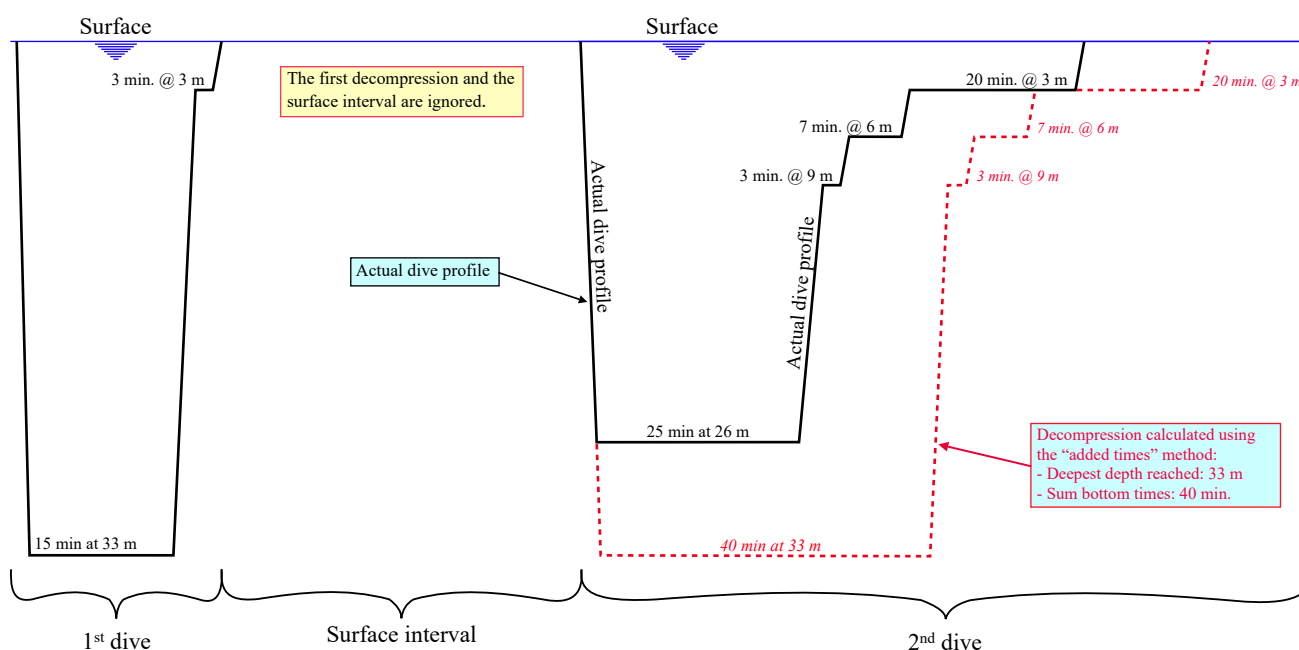 Surface
Surface
3 min. @ 3 m
The first decompression and the
surface interval are ignored.
20 min. @ 3 m
20 min. @ 3 m
7 min. @ 6 m
7 min. @ 6 m
3 min. @ 9 m
3 min. @ 9 m
Actual dive profile
Actual dive profile
Actual dive profile
25 min at 26 m
Decompression calculated using
the “added times” method:
- Deepest depth reached: 33 m
- Sum bottom times: 40 min.
15 min at 33 m
40 min at 33 m
1st dive
Surface interval
2nd dive